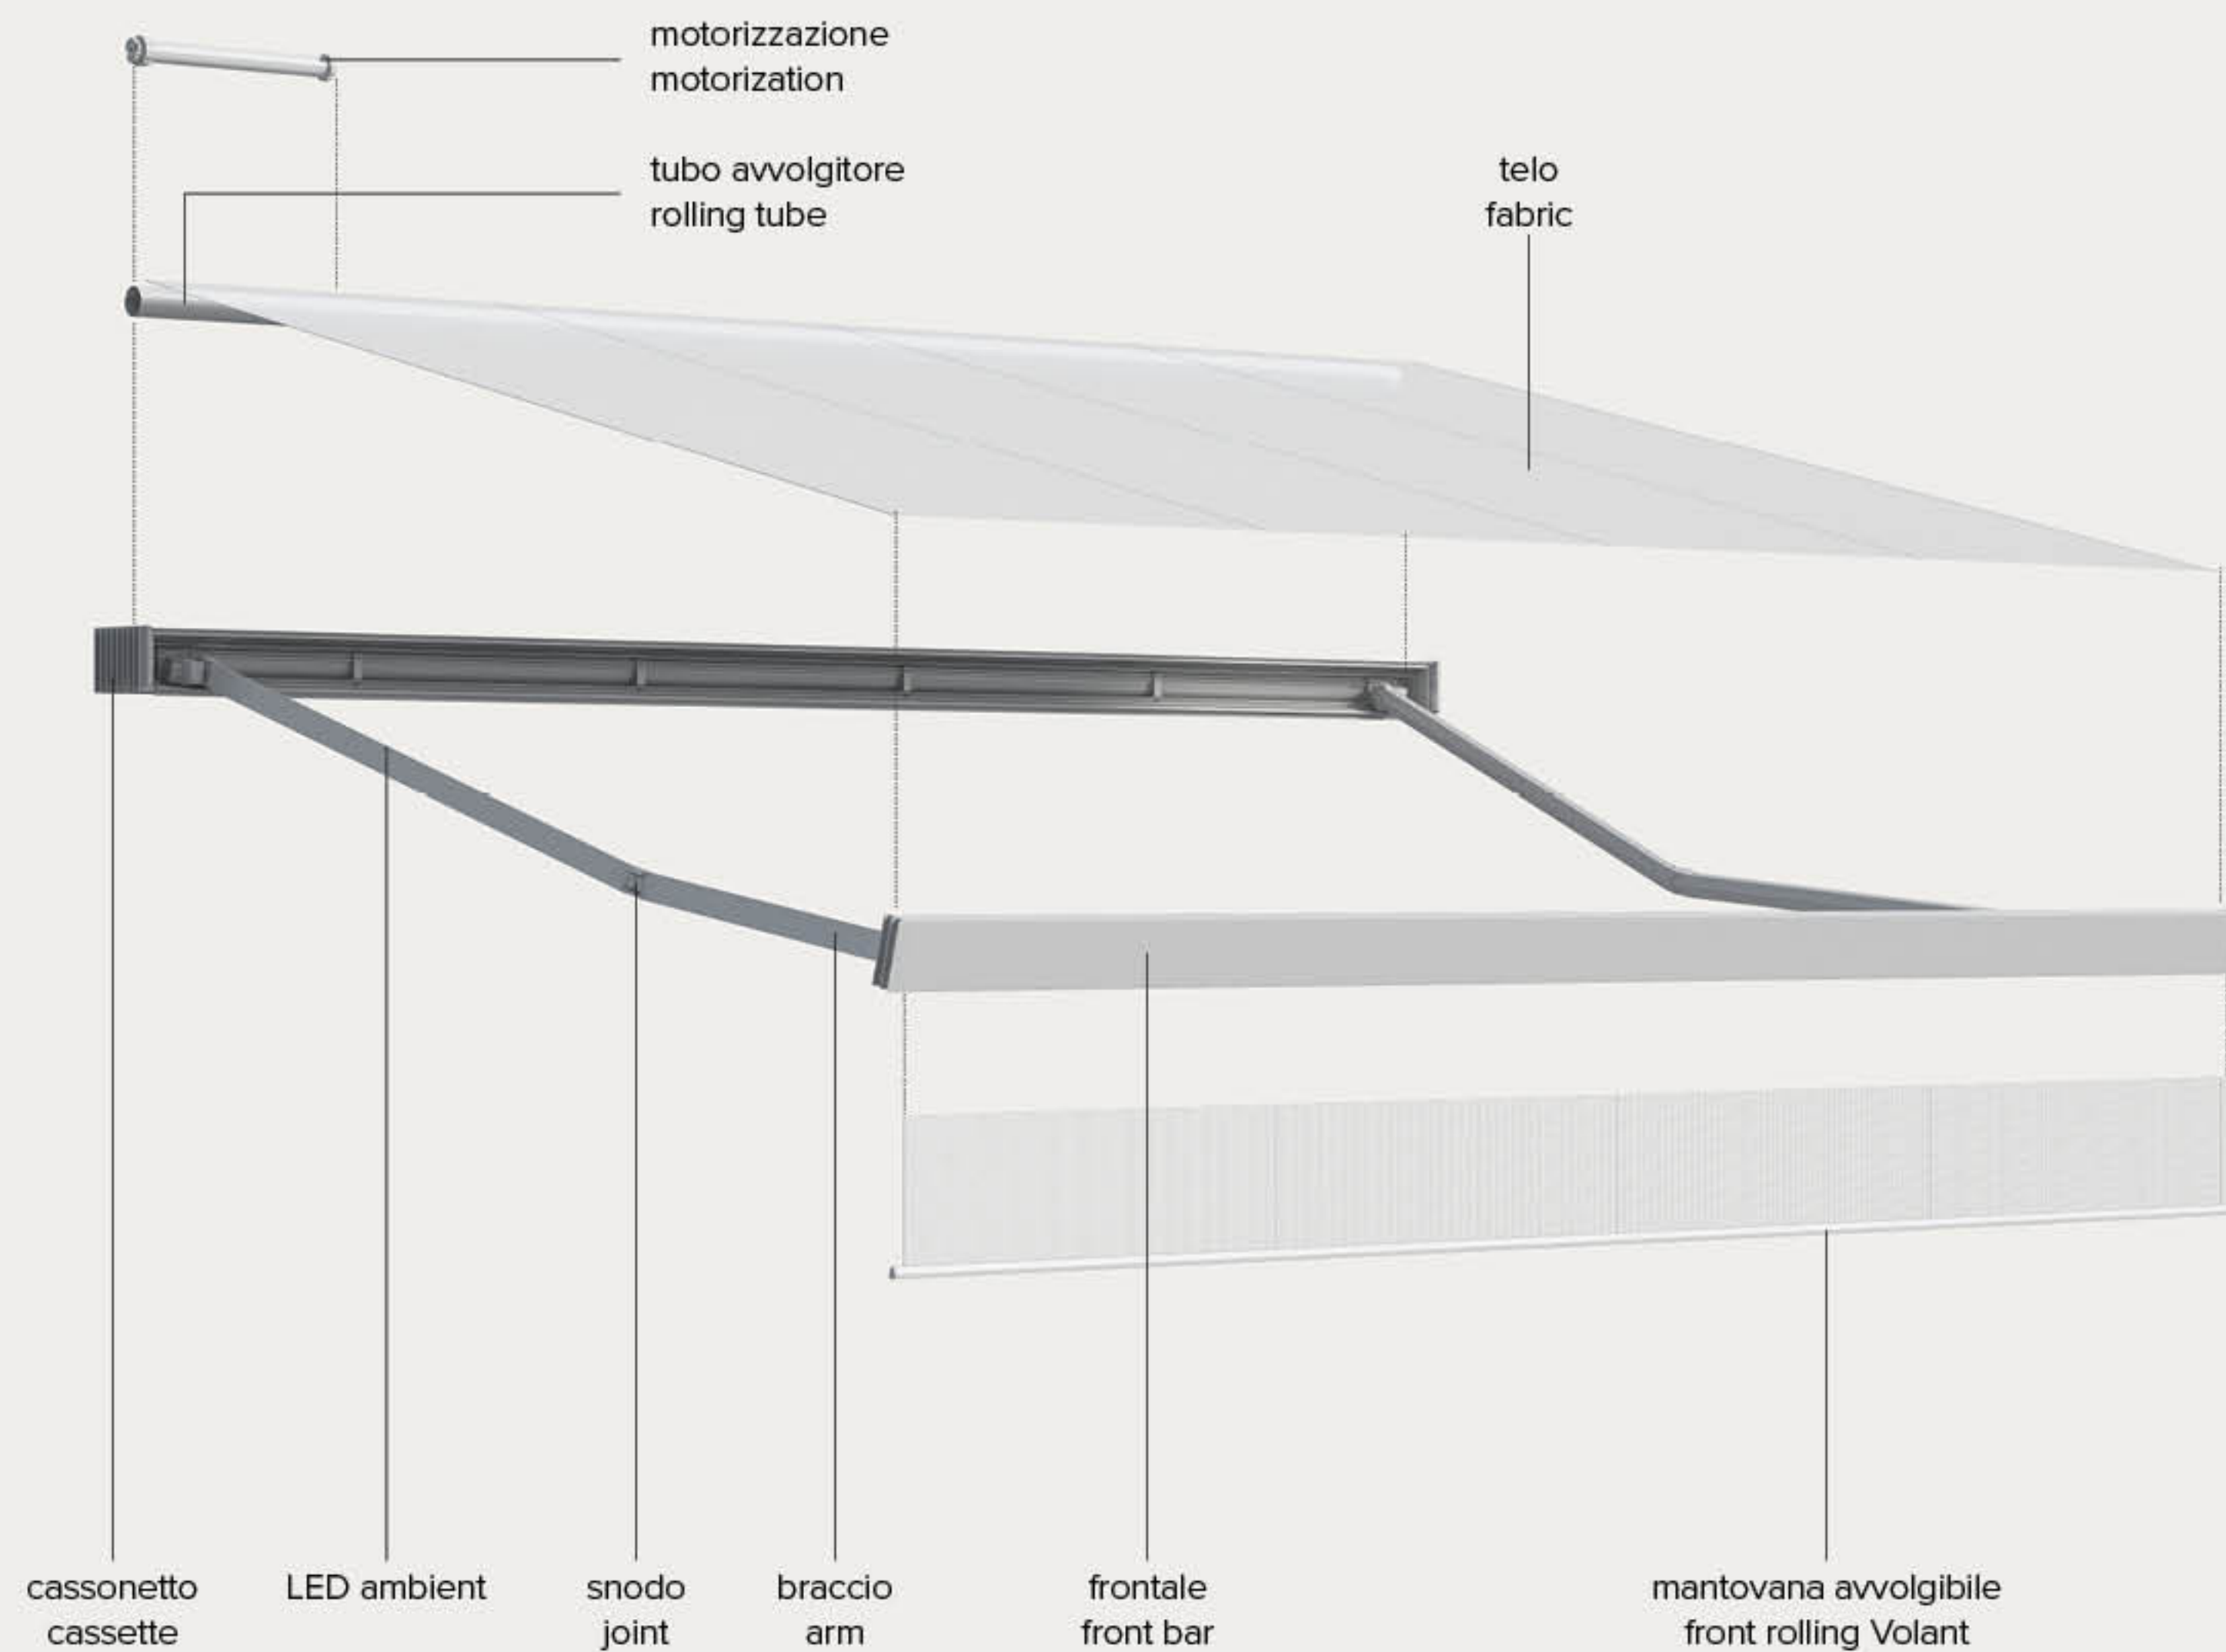 motorizzazione
motorization
tubo avvolgitore
rolling tube
telo
fabric
cassonetto
cassette
LED ambient
snodo
joint
braccio
arm
frontale
front bar
mantovana avvolgibile
front rolling Volant